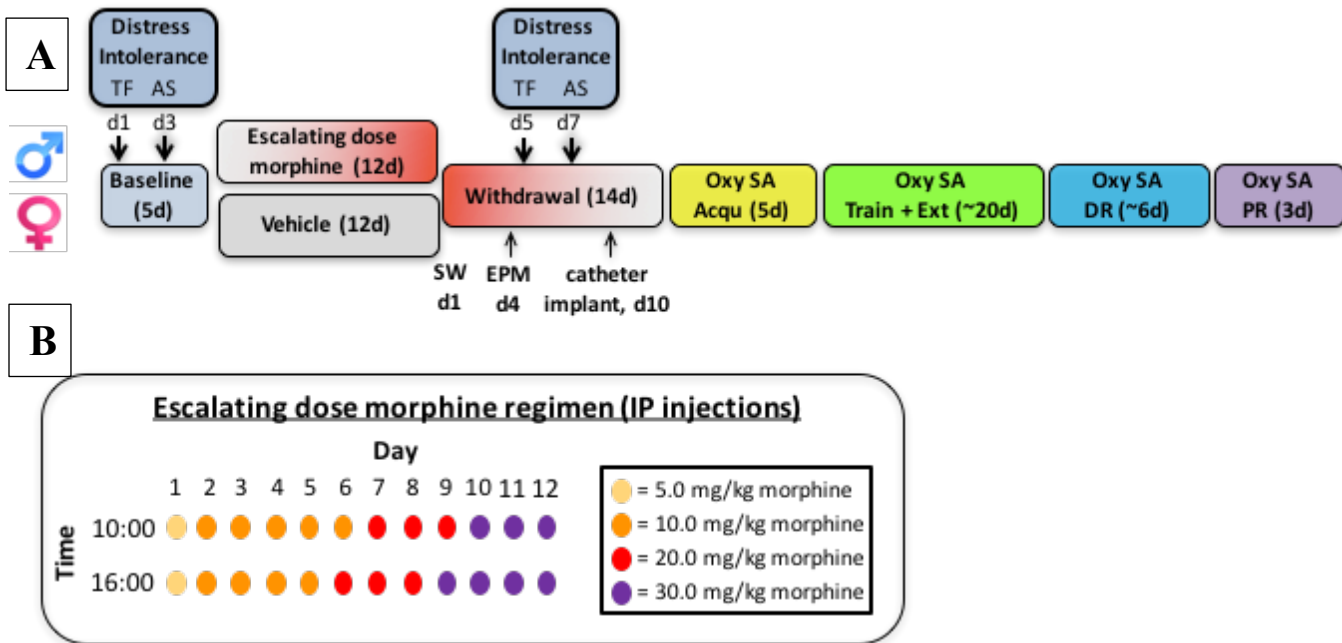 A
Distress
Intolerance
TF AS
d1 d3
Distress
Intolerance
TF AS
d5 d7
Baseline
(5d)
Escalating dose
morphine (12d)
Vehicle (12d)
Withdrawal (14d)
Oxy SA
Acqu (5d)
Oxy SA
Train + Ext (~20d)
Oxy SA
DR (~6d)
Oxy SA
PR (3d)
SW
d1
EPM
d4
catheter
implant, d10
B
Escalating dose morphine regimen (IP injections)
Day
1 2 3 4 5 6 7 8 9 10 11 12
Time
10:00
16:00
= 5.0 mg/kg morphine
= 10.0 mg/kg morphine
= 20.0 mg/kg morphine
= 30.0 mg/kg morphine